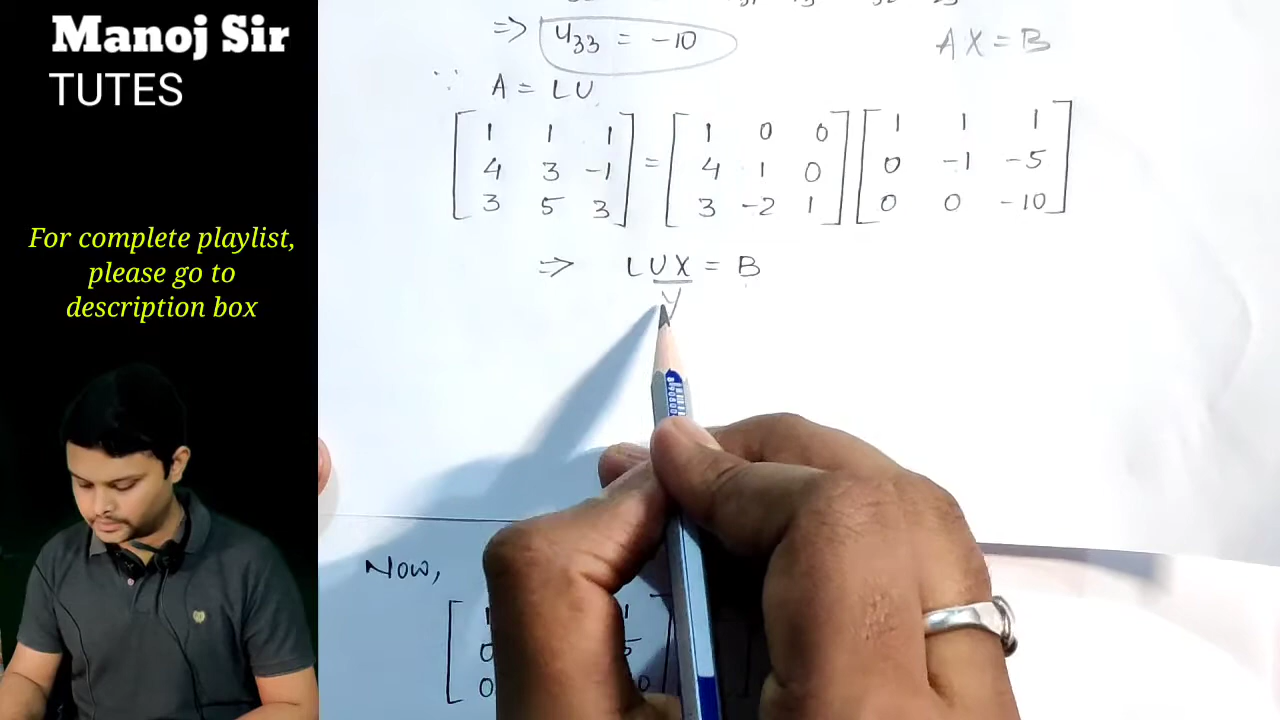 Manoj Sir
TUTES
For complete playlist,
please go to
description box
=> u33 = -10
AX = B
∵ A = LU
[1 1 1] = [1 0 0] [1 1 1]
[4 3 -1] [4 1 0] [0 -1 -5]
[3 5 3] [3 -2 1] [0 0 -10]
=> LUX = B
Y
Now,